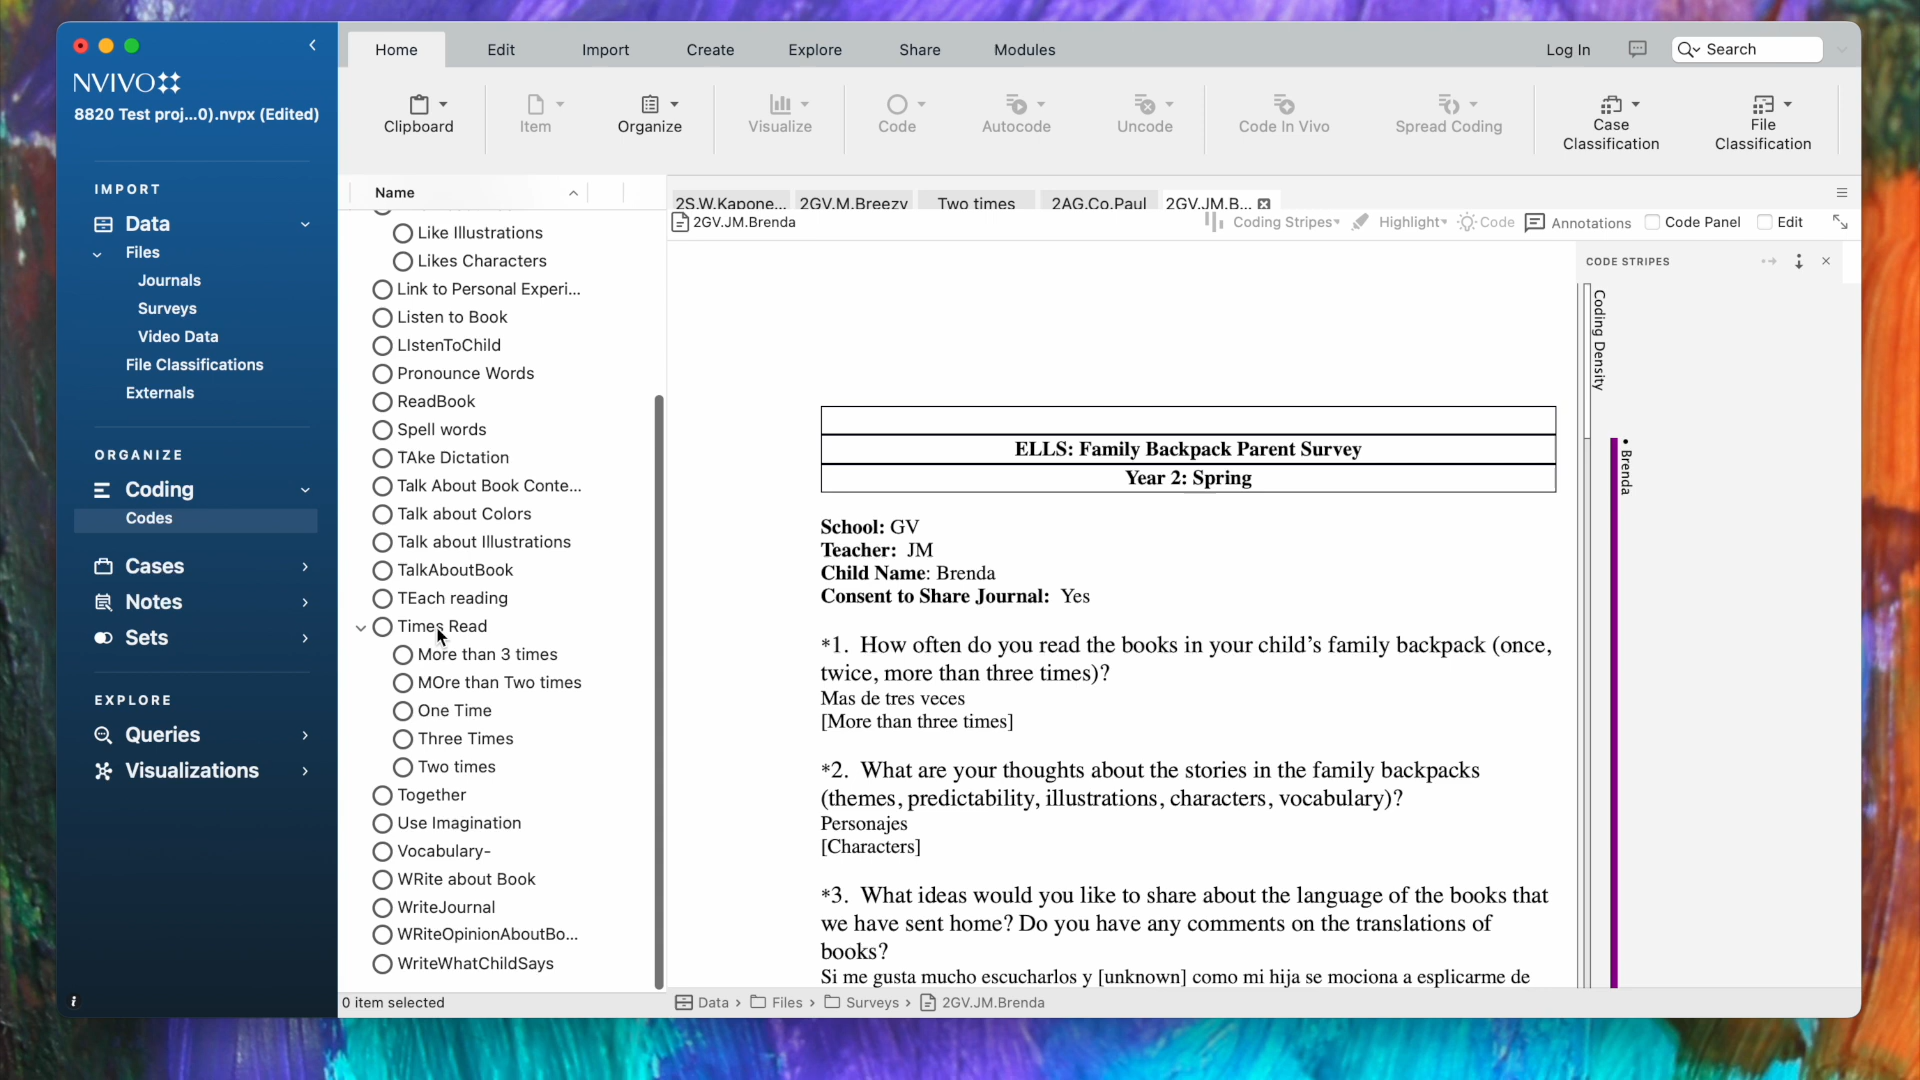 NVIVO
8820 Test proj...0).nvpx (Edited)
IMPORT
Data
Files
Journals
Surveys
Video Data
File Classifications
Externals
ORGANIZE
Coding
Codes
Cases
Notes
Sets
EXPLORE
Queries
Visualizations
Home Edit Import Create Explore Share Modules Log In Search
Clipboard Item Organize Visualize Code Autocode Uncode Code In Vivo Spread Coding Case Classification File Classification
Name
Like Illustrations
Likes Characters
Link to Personal Experi...
Listen to Book
LIstenToChild
Pronounce Words
ReadBook
Spell words
TAke Dictation
Talk About Book Conte...
Talk about Colors
Talk about Illustrations
TalkAboutBook
TEach reading
Times Read
More than 3 times
MOre than Two times
One Time
Three Times
Two times
Together
Use Imagination
Vocabulary-
WRite about Book
WriteJournal
WRiteOpinionAboutBo...
WriteWhatChildSays
0 item selected
2S.W.Kapone... 2GV.M.Breezy Two times 2AG.Co.Paul 2GV.JM.B...
2GV.JM.Brenda Coding Stripes Highlight Code Annotations Code Panel Edit
CODE STRIPES
Coding Density
Brenda
ELLS: Family Backpack Parent Survey
Year 2: Spring
School: GV
Teacher: JM
Child Name: Brenda
Consent to Share Journal: Yes
*1. How often do you read the books in your child's family backpack (once,
twice, more than three times)?
Mas de tres veces
[More than three times]
*2. What are your thoughts about the stories in the family backpacks
(themes, predictability, illustrations, characters, vocabulary)?
Personajes
[Characters]
*3. What ideas would you like to share about the language of the books that
we have sent home? Do you have any comments on the translations of
books?
Si me gusta mucho escucharlos y [unknown] como mi hija se mociona a esplicarme de
Data > Files > Surveys > 2GV.JM.Brenda